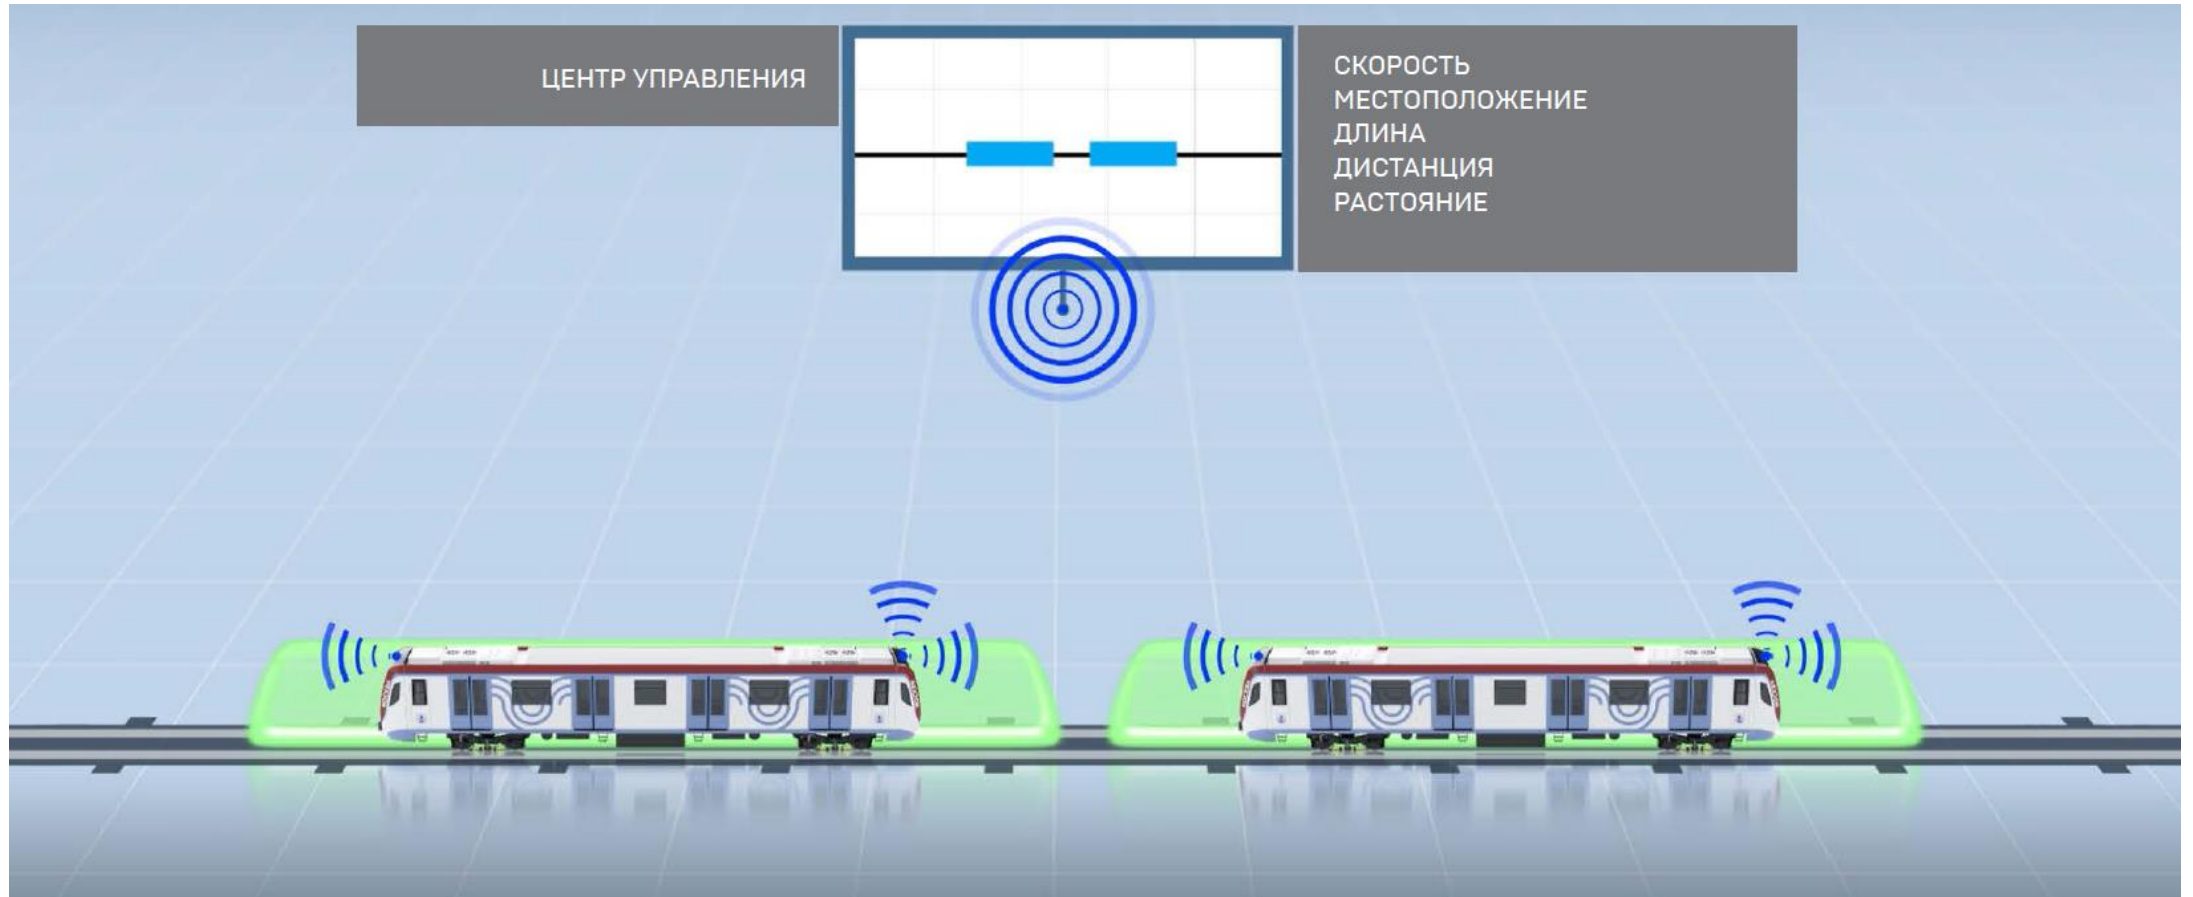 ЦЕНТР УПРАВЛЕНИЯ
СКОРОСТЬ
МЕСТОПОЛОЖЕНИЕ
ДЛИНА
ДИСТАНЦИЯ
РАСТОЯНИЕ